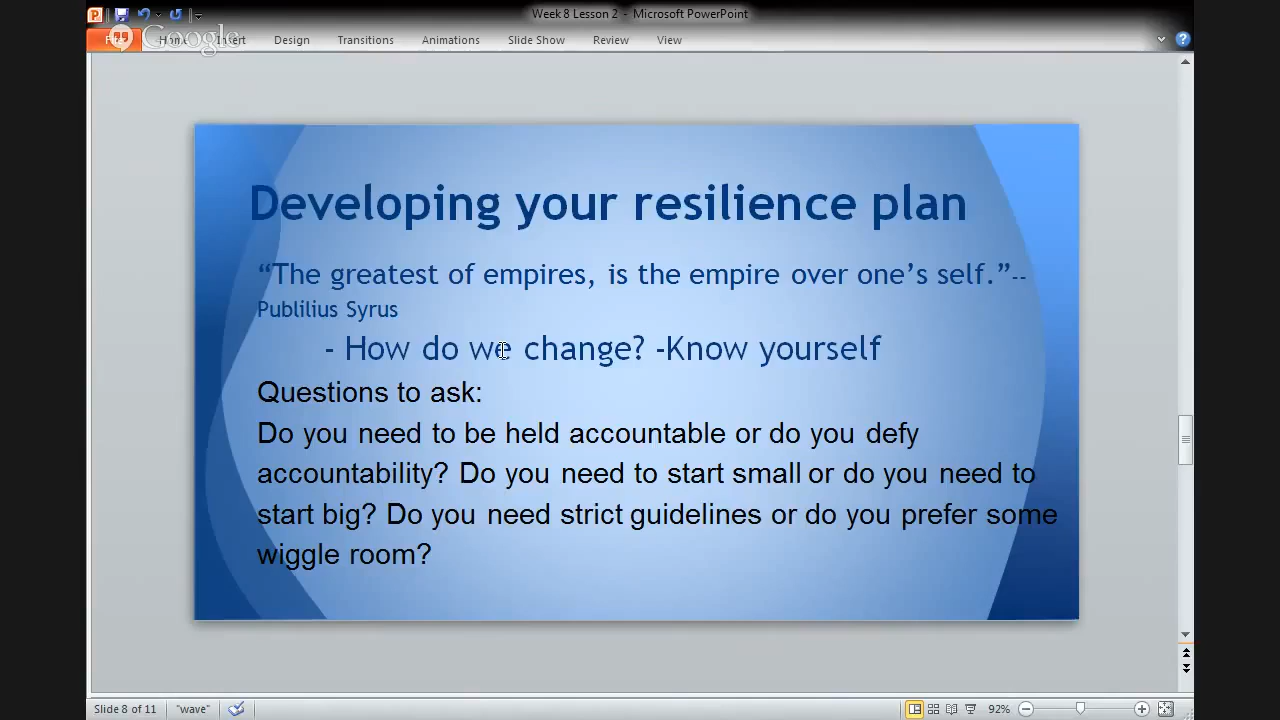 Week 8 Lesson 2 - Microsoft PowerPoint
Google
Insert Design Transitions Animations Slide Show Review View
Developing your resilience plan
“The greatest of empires, is the empire over one’s self.”--
Publilius Syrus
- How do we change? -Know yourself
Questions to ask:
Do you need to be held accountable or do you defy
accountability? Do you need to start small or do you need to
start big? Do you need strict guidelines or do you prefer some
wiggle room?
Slide 8 of 11 "wave" 92%